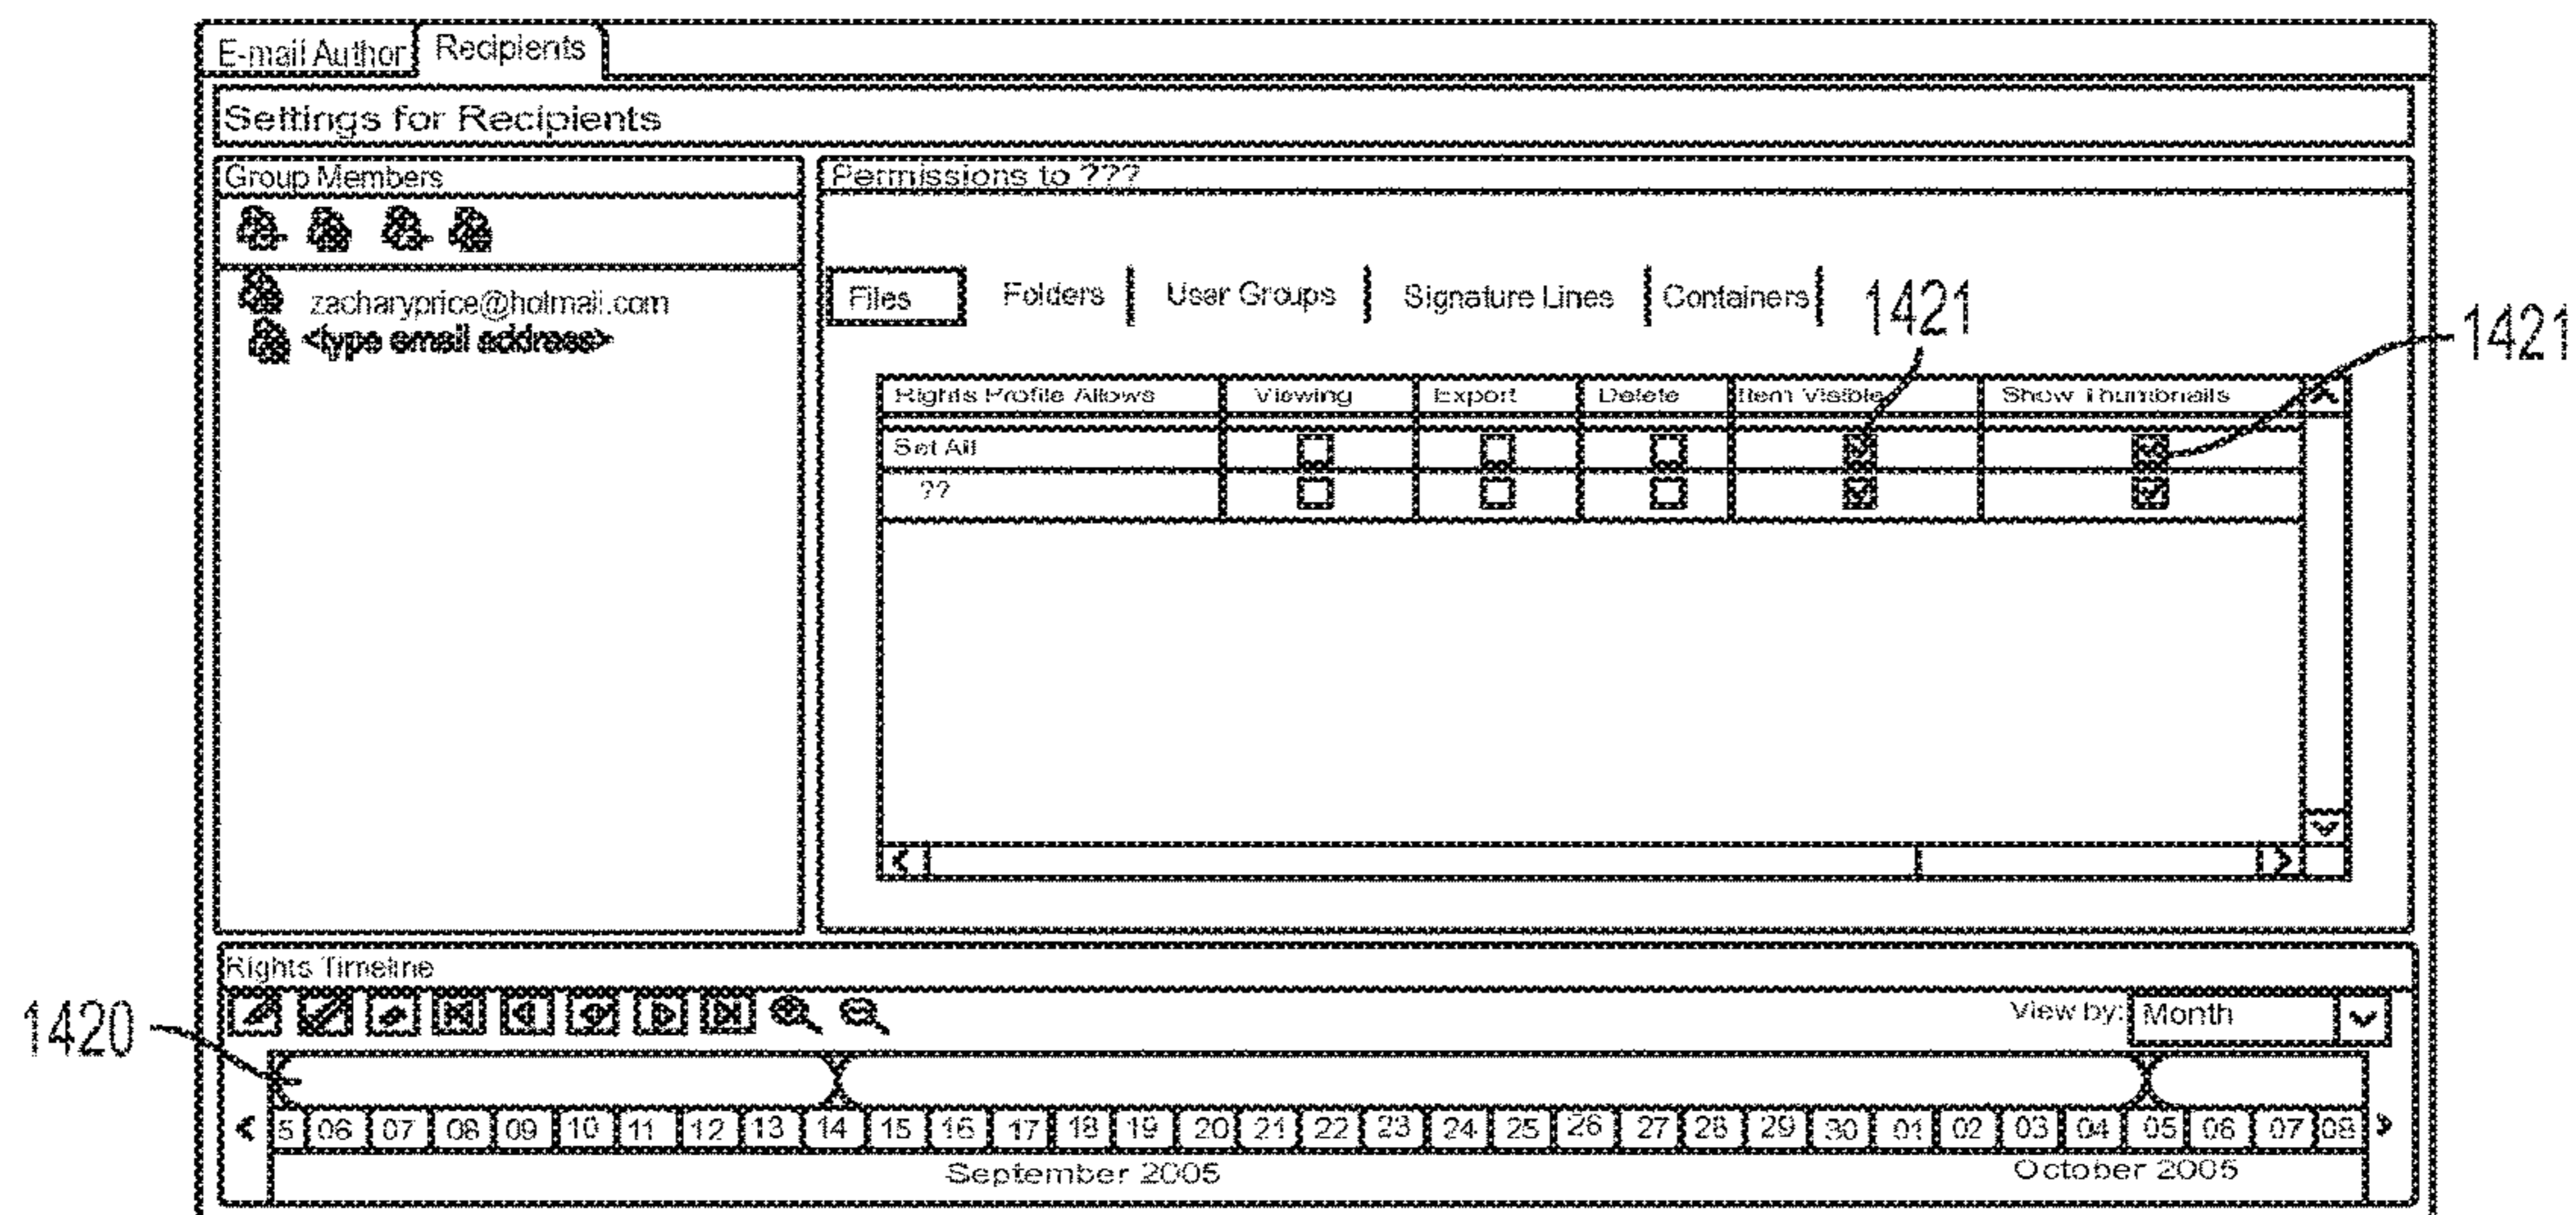 E-mail Author Recipients
Settings for Recipients
Group Members
zacharyprice@hotmail.com
<type email address>
Permissions to ???
Files Folders User Groups Signature Lines Containers
1421
1421
Rights Profile Allows Viewing Export Delete Item Visible Show Thumbnails
Set All
??
Rights Timeline
View by: Month
1420
5 06 07 08 09 10 11 12 13 14 15 16 17 18 19 20 21 22 23 24 25 26 27 28 29 30 01 02 03 04 05 06 07 08
September 2005 October 2005